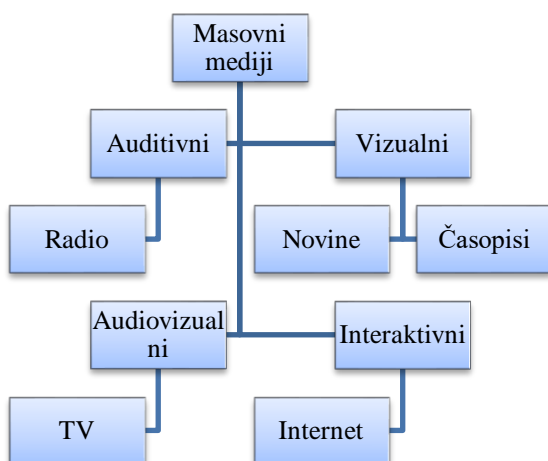 Masovni
mediji
Auditivni
Vizualni
Radio
Novine
Časopisi
Audiovizual
ni
Interaktivni
TV
Internet